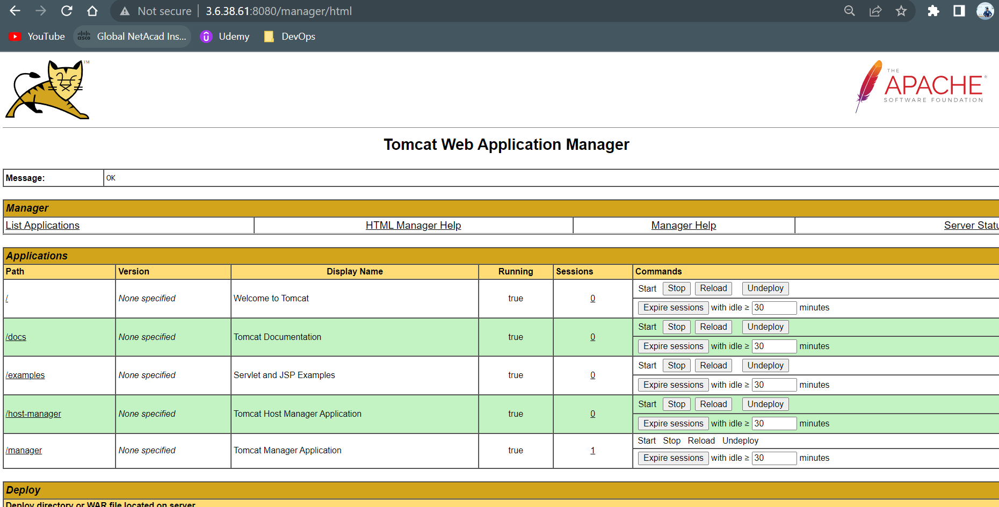 Not secure | 3.6.38.61:8080/manager/html
YouTube Global NetAcad Ins... Udemy DevOps
TM
THE
APACHE®
SOFTWARE FOUNDATION
Tomcat Web Application Manager
Message: OK
Manager
List Applications HTML Manager Help Manager Help Server Statu
Applications
Path Version Display Name Running Sessions Commands
/ None specified Welcome to Tomcat true 0 Start Stop Reload Undeploy
Expire sessions with idle ≥ 30 minutes
/docs None specified Tomcat Documentation true 0 Start Stop Reload Undeploy
Expire sessions with idle ≥ 30 minutes
/examples None specified Servlet and JSP Examples true 0 Start Stop Reload Undeploy
Expire sessions with idle ≥ 30 minutes
/host-manager None specified Tomcat Host Manager Application true 0 Start Stop Reload Undeploy
Expire sessions with idle ≥ 30 minutes
/manager None specified Tomcat Manager Application true 1 Start Stop Reload Undeploy
Expire sessions with idle ≥ 30 minutes
Deploy
Deploy directory or WAR file located on server